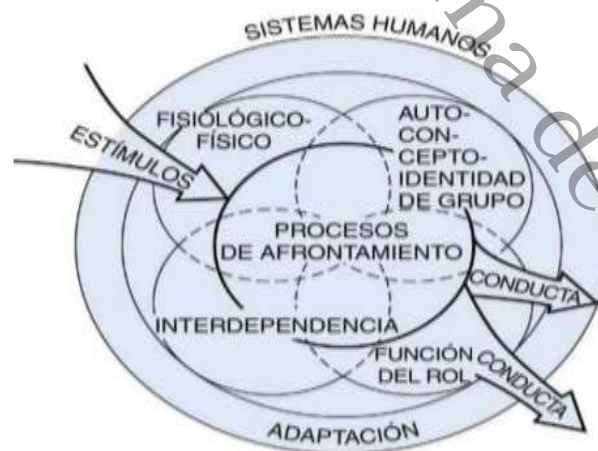 SISTEMAS HUMANOS
FISIOLÓGICO-
FÍSICO
AUTO-
CON-
CEPTO-
IDENTIDAD
DE GRUPO
ESTÍMULOS
PROCESOS
DE AFRONTAMIENTO
CONDUCTA
INTERDEPENDENCIA
FUNCIÓN
DEL ROL
CONDUCTA
ADAPTACIÓN